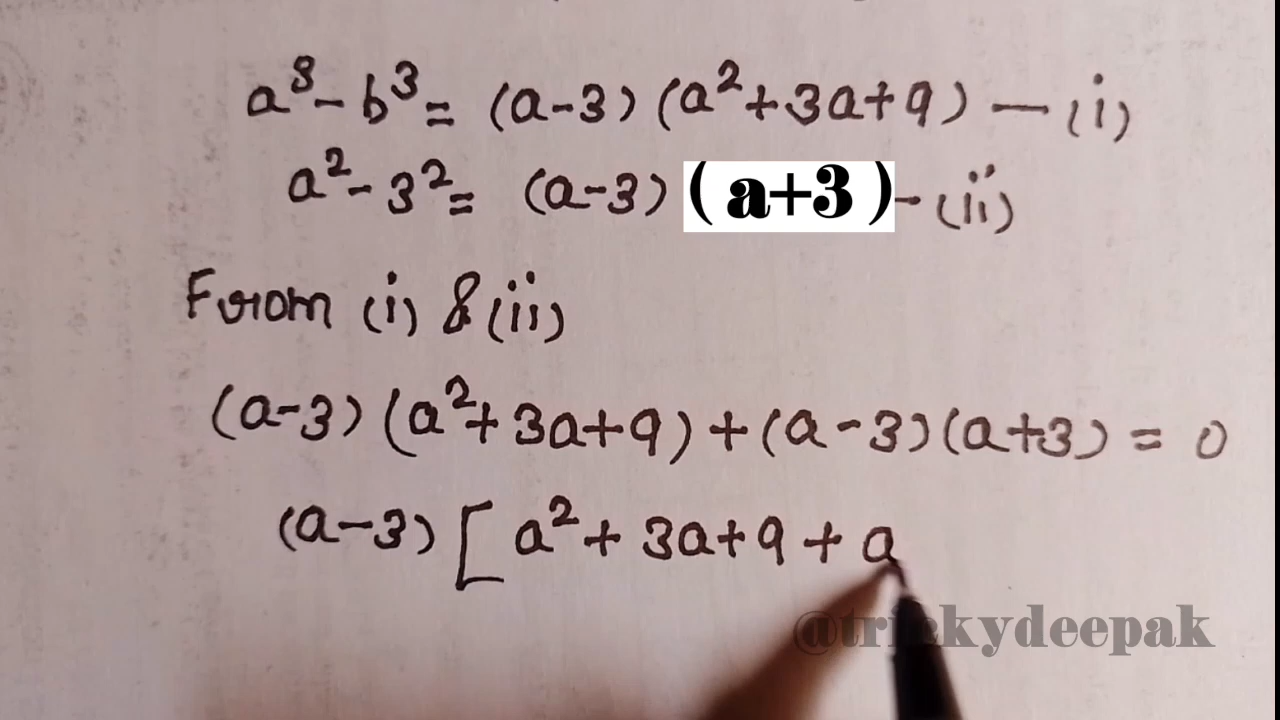 a³-b³= (a-3) (a²+3a+9) — (i)
a²-3²= (a-3) (a+3) - (ii)
From (i) & (ii)
(a-3) (a²+3a+9) + (a-3)(a+3) = 0
(a-3) [ a²+ 3a+9 + a
@trickydeepak